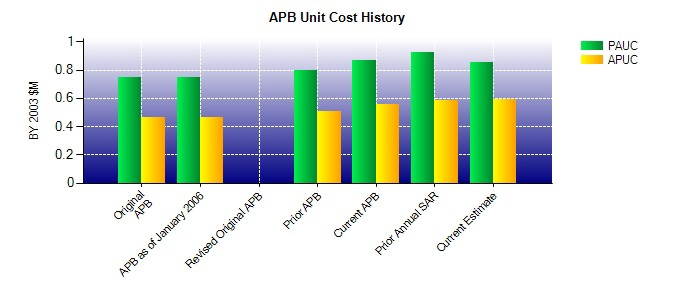 APB Unit Cost History
PAUC
APUC
BY 2003 $M
1
0.8
0.6
0.4
0.2
0
Original
APB
APB as of January 2006
Revised Original APB
Prior APB
Current APB
Prior Annual SAR
Current Estimate